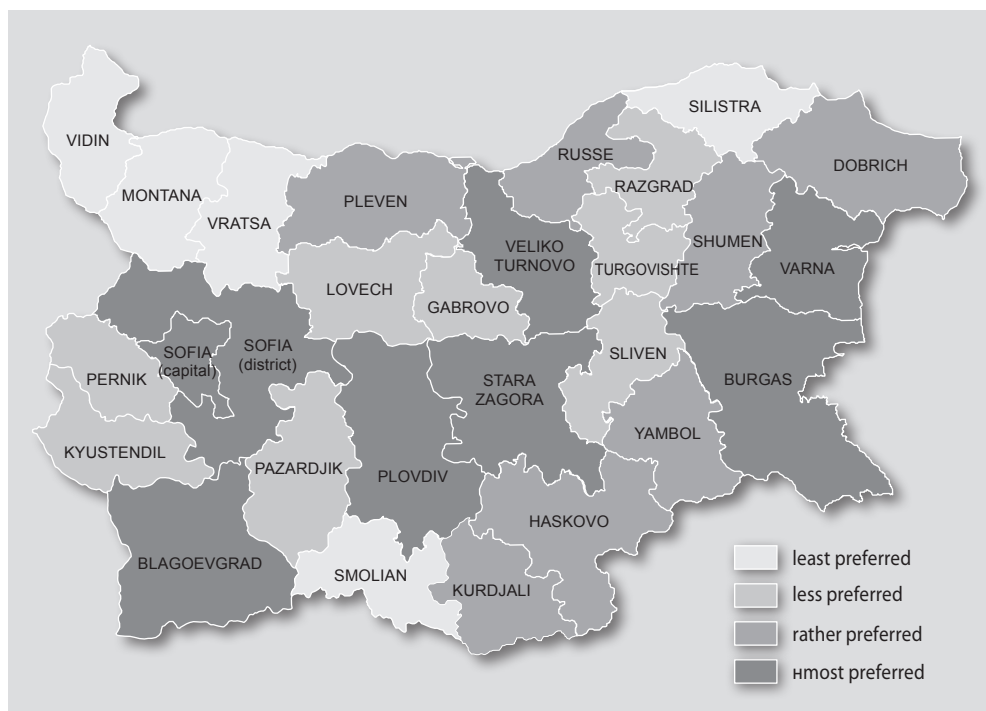 VIDIN
MONTANA
VRATSA
PLEVEN
RUSSE
SILISTRA
DOBRICH
RAZGRAD
SHUMEN
VARNA
VELIKO
TURNOVO
TURGOVISHTE
LOVECH
GABROVO
SOFIA
(capital)
SOFIA
(district)
PERNIK
KYUSTENDIL
PAZARDJIK
PLOVDIV
STARA
ZAGORA
SLIVEN
YAMBOL
BURGAS
BLAGOEVGRAD
SMOLIAN
KURDJALI
HASKOVO
least preferred
less preferred
rather preferred
нmost preferred